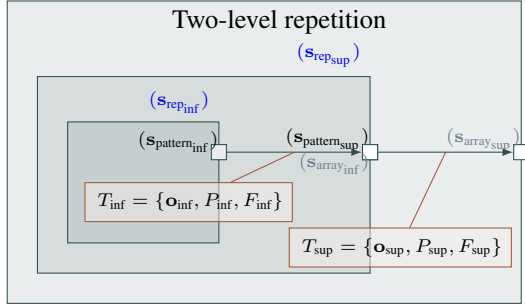 Two-level repetition
(s_rep_sup)
(s_rep_inf)
(s_pattern_inf) (s_pattern_sup) (s_array_sup)
(s_array_inf)
T_inf = {o_inf, P_inf, F_inf}
T_sup = {o_sup, P_sup, F_sup}